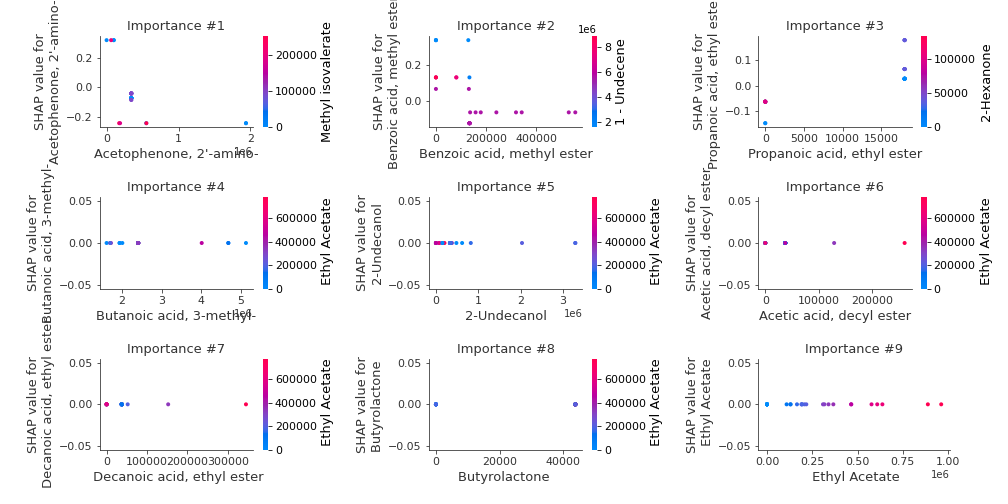 Importance #1
SHAP value for
Acetophenone, 2'-amino-
0.2
0.0
−0.2
0
1
2
1e6
Acetophenone, 2'-amino-
200000
100000
0
Methyl isovalerate
Importance #2
SHAP value for
Benzoic acid, methyl ester
0.2
0.0
0
200000
400000
Benzoic acid, methyl ester
1e6
8
6
4
2
1 - Undecene
Importance #3
SHAP value for
Propanoic acid, ethyl ester
0.1
0.0
−0.1
0
5000
10000
15000
Propanoic acid, ethyl ester
100000
50000
0
2-Hexanone
Importance #4
SHAP value for
Butanoic acid, 3-methyl-
0.05
0.00
−0.05
2
3
4
5
1e6
Butanoic acid, 3-methyl-
600000
400000
200000
0
Ethyl Acetate
Importance #5
SHAP value for
2-Undecanol
0.05
0.00
−0.05
0
1
2
3
1e6
2-Undecanol
600000
400000
200000
0
Ethyl Acetate
Importance #6
SHAP value for
Acetic acid, decyl ester
0.05
0.00
−0.05
0
100000
200000
Acetic acid, decyl ester
600000
400000
200000
0
Ethyl Acetate
Importance #7
SHAP value for
Decanoic acid, ethyl ester
0.05
0.00
−0.05
0
100000
200000
300000
Decanoic acid, ethyl ester
600000
400000
200000
0
Ethyl Acetate
Importance #8
SHAP value for
Butyrolactone
0.05
0.00
−0.05
0
20000
40000
Butyrolactone
600000
400000
200000
0
Ethyl Acetate
Importance #9
SHAP value for
Ethyl Acetate
0.05
0.00
−0.05
0.00
0.25
0.50
0.75
1.00
1e6
Ethyl Acetate